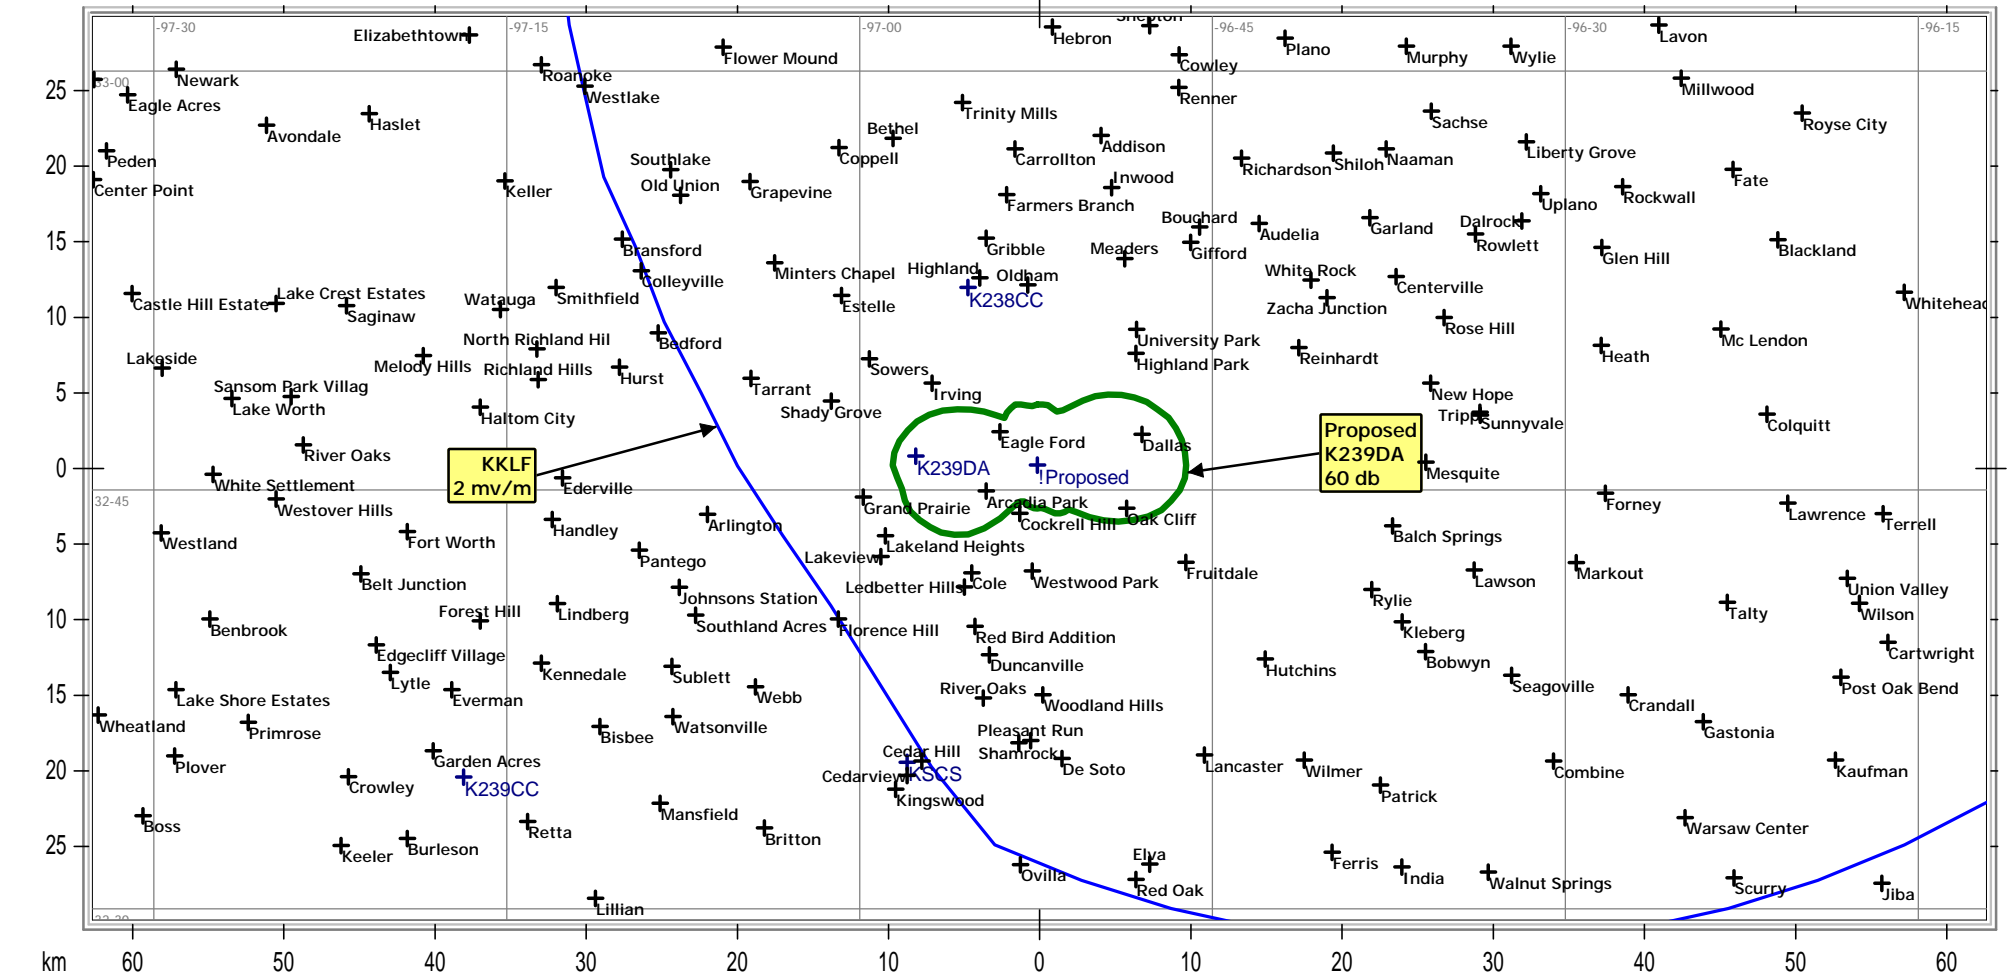 Shepton
-97-30
-97-15
-97-00
-96-45
-96-30
-96-15
Elizabethtown
Hebron
Plano
Lavon
Flower Mound
Cowley
Murphy
Wylie
Newark
Roanoke
33-00
25
Eagle Acres
Westlake
Renner
Millwood
Avondale
Haslet
Trinity Mills
Sachse
Royse City
Bethel
Addison
Peden
Coppell
Carrollton
Liberty Grove
20
Southlake
Richardson
Shiloh
Naaman
Center Point
Keller
Old Union
Grapevine
Inwood
Farmers Branch
Fate
Rockwall
Uplano
Bouchard
Dalrock
15
Bransford
Gribble
Meaders
Gifford
Audelia
Garland
Rowlett
Blackland
Colleyville
Minters Chapel
Highland
Oldham
White Rock
Glen Hill
Castle Hill Estate
Lake Crest Estates
Saginaw
Watauga
Smithfield
Estelle
K238CC
Zacha Junction
Centerville
Whitehead
10
North Richland Hil
Bedford
University Park
Rose Hill
Mc Lendon
Lakeside
Melody Hills
Richland Hills
Hurst
Sowers
Highland Park
Reinhardt
Heath
5
Sansom Park Villag
Lake Worth
Haltom City
Tarrant
Shady Grove
Irving
New Hope
Tripp
Sunnyvale
Colquitt
River Oaks
Eagle Ford
Dallas
KKLF
2 mv/m
Proposed
K239DA
60 db
0
White Settlement
Ederville
K239DA
!Proposed
Mesquite
32-45
Westover Hills
Grand Prairie
Arcadia Park
Cockrell Hill
Oak Cliff
Forney
Lawrence
Terrell
Westland
Fort Worth
Handley
Arlington
Balch Springs
5
Pantego
Lakeview
Lakeland Heights
Belt Junction
Johnsons Station
Ledbetter Hills
Cole
Westwood Park
Fruitdale
Rylie
Lawson
Markout
Union Valley
10
Benbrook
Forest Hill
Lindberg
Southland Acres
Florence Hill
Red Bird Addition
Kleberg
Talty
Wilson
Edgecliff Village
Lytle
Kennedale
Sublett
Duncanville
Hutchins
Bobwyn
Cartwright
15
Lake Shore Estates
Everman
Webb
River Oaks
Woodland Hills
Seagoville
Crandall
Post Oak Bend
Wheatland
Primrose
Bisbee
Watsonville
Pleasant Run
Gastonia
Plover
Garden Acres
Cedar Hill
Shamrock
De Soto
Lancaster
Wilmer
Combine
Kaufman
20
Crowley
K239CC
Cedarview
KSCS
Kingswood
Patrick
Boss
Retta
Mansfield
Britton
Warsaw Center
25
Keeler
Burleson
Ovilla
Elva
Red Oak
Ferris
India
Walnut Springs
Scurry
Jiba
Lillian
32-30
km
60
50
40
30
20
10
0
10
20
30
40
50
60